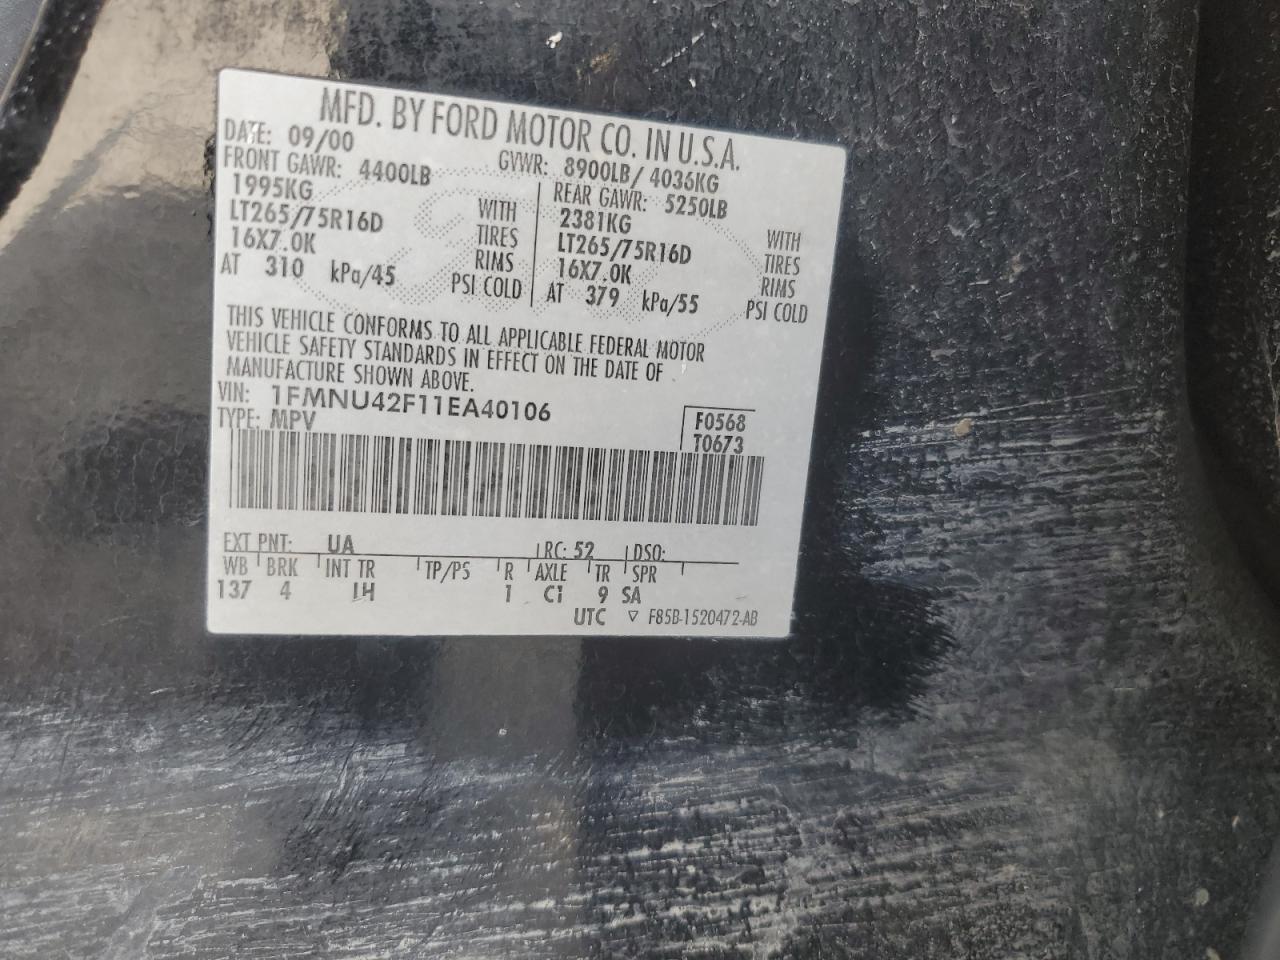 MFD. BY FORD MOTOR CO. IN U.S.A.
DATE: 09/00 GVWR: 8900LB/ 4036KG
FRONT GAWR: 4400LB
1995KG WITH
LT265/75R16D TIRES
16X7.0K RIMS
AT 310 kPa/45 PSI COLD
REAR GAWR: 5250LB
2381KG WITH
LT265/75R16D TIRES
16X7.0K RIMS
AT 379 kPa/55 PSI COLD
THIS VEHICLE CONFORMS TO ALL APPLICABLE FEDERAL MOTOR
VEHICLE SAFETY STANDARDS IN EFFECT ON THE DATE OF
MANUFACTURE SHOWN ABOVE.
VIN: 1FMNU42F11EA40106
TYPE: MPV
F0568
T0673
EXT PNT: UA RC: 52 DSO:
WB BRK INT TR TP/PS R AXLE TR SPR
137 4 LH 1 C1 9 SA
UTC ▽ F85B-1520472-AB